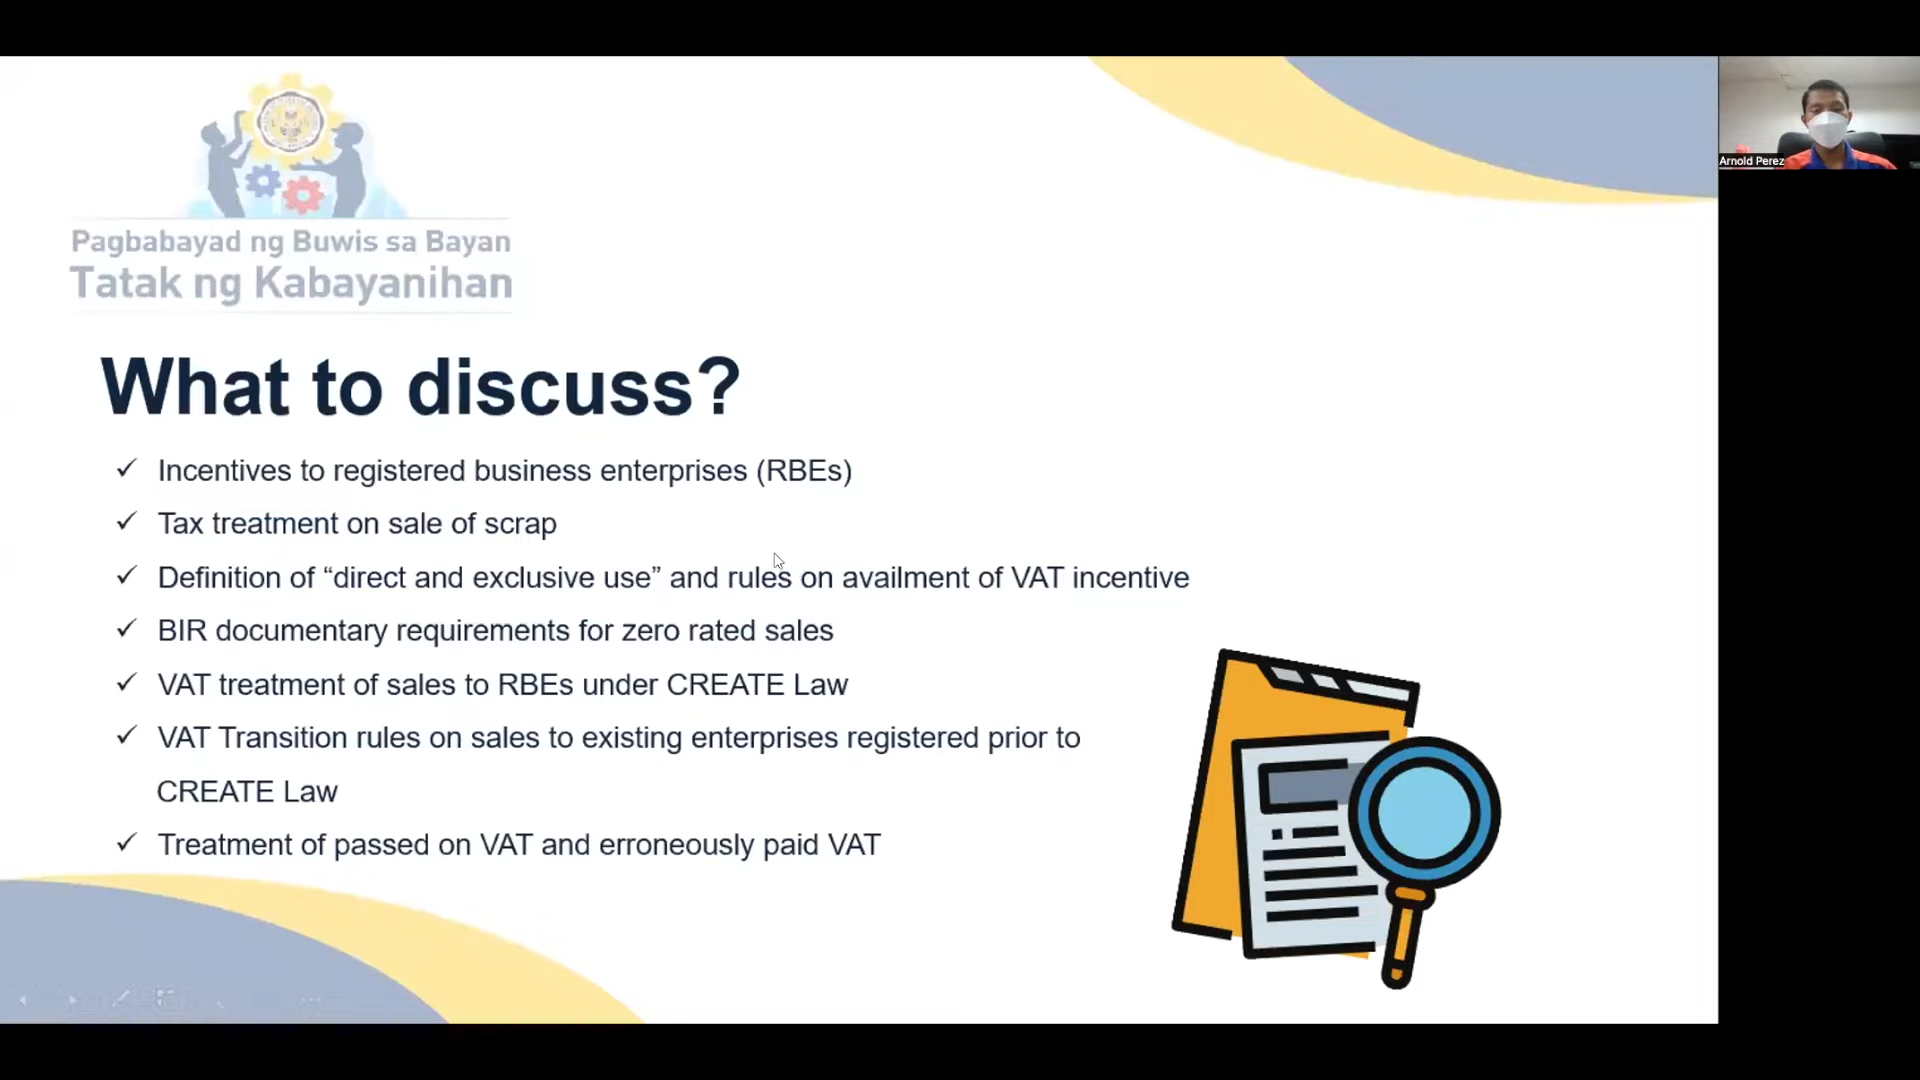 Pagbabayad ng Buwis sa Bayan
Tatak ng Kabayanihan
What to discuss?
✓ Incentives to registered business enterprises (RBEs)
✓ Tax treatment on sale of scrap
✓ Definition of “direct and exclusive use” and rules on availment of VAT incentive
✓ BIR documentary requirements for zero rated sales
✓ VAT treatment of sales to RBEs under CREATE Law
✓ VAT Transition rules on sales to existing enterprises registered prior to
CREATE Law
✓ Treatment of passed on VAT and erroneously paid VAT
Arnold Perez